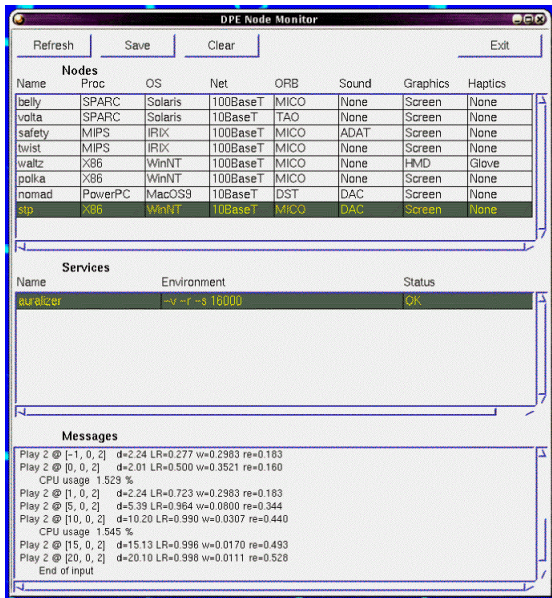 DPE Node Monitor
Refresh Save Clear Exit
Nodes
Name Proc OS Net ORB Sound Graphics Haptics
belly SPARC Solaris 100BaseT MICO None Screen None
volta SPARC Solaris 10BaseT TAO None Screen None
safety MIPS IRIX 100BaseT MICO ADAT Screen None
twist MIPS IRIX 100BaseT MICO None Screen None
waltz X86 WinNT 100BaseT MICO None HMD Glove
polka X86 WinNT 100BaseT MICO None Screen None
nomad PowerPC MacOS9 10BaseT DST DAC Screen None
stp X86 WinNT 10BaseT MICO DAC Screen None
Services
Name Environment Status
auralizer -v -r -s 16000 OK
Messages
Play 2 @ [-1, 0, 2] d=2.24 LR=0.277 w=0.2983 re=0.183
Play 2 @ [0, 0, 2] d=2.01 LR=0.500 w=0.3521 re=0.160
CPU usage 1.529 %
Play 2 @ [1, 0, 2] d=2.24 LR=0.723 w=0.2983 re=0.183
Play 2 @ [5, 0, 2] d=5.39 LR=0.964 w=0.0800 re=0.344
Play 2 @ [10, 0, 2] d=10.20 LR=0.990 w=0.0307 re=0.440
CPU usage 1.545 %
Play 2 @ [15, 0, 2] d=15.13 LR=0.996 w=0.0170 re=0.493
Play 2 @ [20, 0, 2] d=20.10 LR=0.998 w=0.0111 re=0.528
End of input